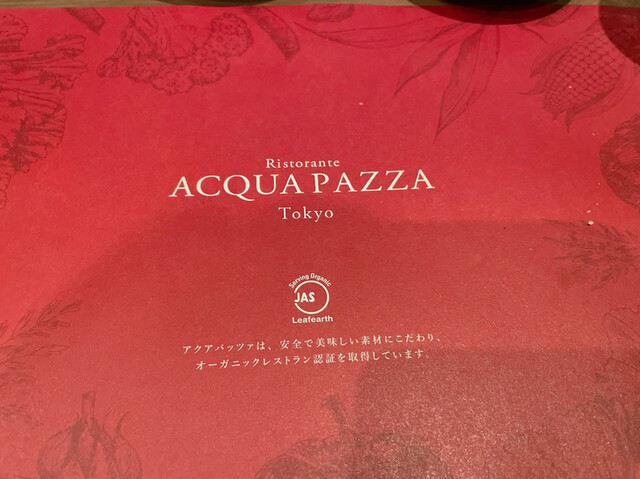 Ristorante
ACQUA PAZZA
Tokyo
Serving Organic
JAS
Leafearth
アクアパッツァは、安全で美味しい素材にこだわり、
オーガニックレストラン認証を取得しています。